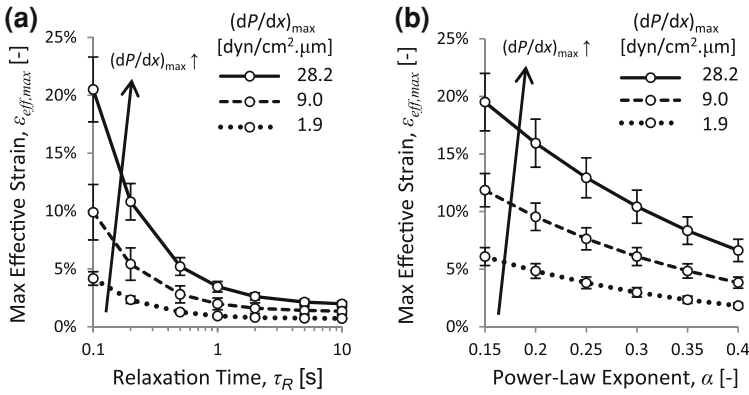 (a)
(dP/dx)max
[dyn/cm².μm]
28.2
9.0
1.9
(dP/dx)max ↑
Max Effective Strain, εeff,max [-]
25%
20%
15%
10%
5%
0%
0.1
1
10
Relaxation Time, τR [s]
(b)
(dP/dx)max
[dyn/cm².μm]
28.2
9.0
1.9
(dP/dx)max ↑
Max Effective Strain, εeff,max [-]
25%
20%
15%
10%
5%
0%
0.15
0.2
0.25
0.3
0.35
0.4
Power-Law Exponent, α [-]